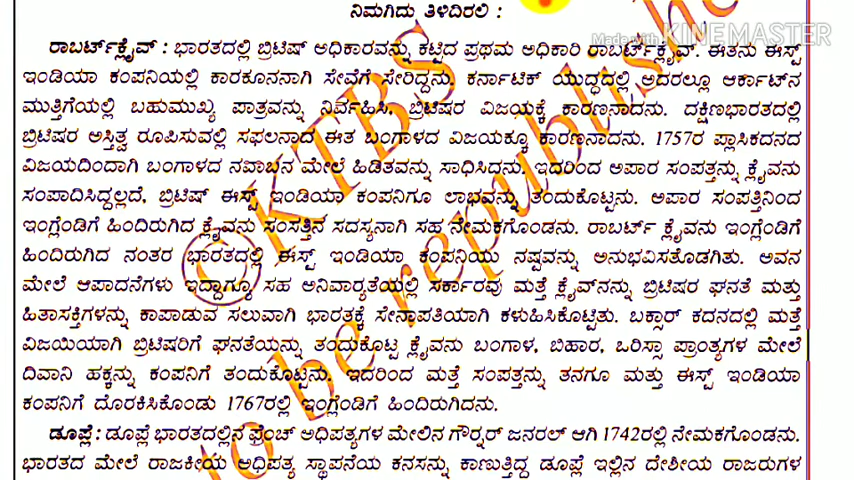 ನಿಮಗಿದು ತಿಳಿದಿರಲಿ :
Made with KINEMASTER
ರಾಬರ್ಟ್‌ಕ್ಲೈವ್ : ಭಾರತದಲ್ಲಿ ಬ್ರಿಟಿಷ್ ಅಧಿಕಾರವನ್ನು ಕಟ್ಟಿದ ಪ್ರಥಮ ಅಧಿಕಾರಿ ರಾಬರ್ಟ್‌ಕ್ಲೈವ್. ಈತನು ಈಸ್ಟ್
ಇಂಡಿಯಾ ಕಂಪನಿಯಲ್ಲಿ ಕಾರಕೂನನಾಗಿ ಸೇವೆಗೆ ಸೇರಿದ್ದನು. ಕರ್ನಾಟಿಕ್ ಯುದ್ಧದಲ್ಲಿ ಅದರಲ್ಲೂ ಆರ್ಕಾಟ್‌ನ
ಮುತ್ತಿಗೆಯಲ್ಲಿ ಬಹುಮುಖ್ಯ ಪಾತ್ರವನ್ನು ನಿರ್ವಹಿಸಿ, ಬ್ರಿಟಿಷರ ವಿಜಯಕ್ಕೆ ಕಾರಣನಾದನು. ದಕ್ಷಿಣಭಾರತದಲ್ಲಿ
ಬ್ರಿಟಿಷರ ಅಸ್ತಿತ್ವ ರೂಪಿಸುವಲ್ಲಿ ಸಫಲನಾದ ಈತ ಬಂಗಾಳದ ವಿಜಯಕ್ಕೂ ಕಾರಣನಾದನು. 1757ರ ಪ್ಲಾಸಿಕದನದ
ವಿಜಯದಿಂದಾಗಿ ಬಂಗಾಳದ ನವಾಬನ ಮೇಲೆ ಹಿಡಿತವನ್ನು ಸಾಧಿಸಿದನು. ಇದರಿಂದ ಅಪಾರ ಸಂಪತ್ತನ್ನು ಕ್ಲೈವನು
ಸಂಪಾದಿಸಿದ್ದಲ್ಲದೆ, ಬ್ರಿಟಿಷ್ ಈಸ್ಟ್ ಇಂಡಿಯಾ ಕಂಪನಿಗೂ ಲಾಭವನ್ನು ತಂದುಕೊಟ್ಟನು. ಅಪಾರ ಸಂಪತ್ತಿನಿಂದ
ಇಂಗ್ಲೆಂಡಿಗೆ ಹಿಂದಿರುಗಿದ ಕ್ಲೈವನು ಸಂಸತ್ತಿನ ಸದಸ್ಯನಾಗಿ ಸಹ ನೇಮಕಗೊಂಡನು. ರಾಬರ್ಟ್ ಕ್ಲೈವನು ಇಂಗ್ಲೆಂಡಿಗೆ
ಹಿಂದಿರುಗಿದ ನಂತರ ಭಾರತದಲ್ಲಿ ಈಸ್ಟ್ ಇಂಡಿಯಾ ಕಂಪನಿಯು ನಷ್ಟವನ್ನು ಅನುಭವಿಸತೊಡಗಿತು. ಅವನ
ಮೇಲೆ ಆಪಾದನೆಗಳು ಇದ್ದಾಗ್ಯೂ ಸಹ ಅನಿವಾರ್‍ಯತೆಯಲ್ಲಿ ಸರ್ಕಾರವು ಮತ್ತೆ ಕ್ಲೈವ್‌ನನ್ನು ಬ್ರಿಟಿಷರ ಘನತೆ ಮತ್ತು
ಹಿತಾಸಕ್ತಿಗಳನ್ನು ಕಾಪಾಡುವ ಸಲುವಾಗಿ ಭಾರತಕ್ಕೆ ಸೇನಾಪತಿಯಾಗಿ ಕಳುಹಿಸಿಕೊಟ್ಟಿತು. ಬಕ್ಸಾರ್ ಕದನದಲ್ಲಿ ಮತ್ತೆ
ವಿಜಯಿಯಾಗಿ ಬ್ರಿಟಿಷರಿಗೆ ಘನತೆಯನ್ನು ತಂದುಕೊಟ್ಟ ಕ್ಲೈವನು ಬಂಗಾಳ, ಬಿಹಾರ, ಒರಿಸ್ಸಾ ಪ್ರಾಂತ್ಯಗಳ ಮೇಲೆ
ದಿವಾನಿ ಹಕ್ಕನ್ನು ಕಂಪನಿಗೆ ತಂದುಕೊಟ್ಟನು. ಇದರಿಂದ ಮತ್ತೆ ಸಂಪತ್ತನ್ನು ತನಗೂ ಮತ್ತು ಈಸ್ಟ್ ಇಂಡಿಯಾ
ಕಂಪನಿಗೆ ದೊರಕಿಸಿಕೊಂಡು 1767ರಲ್ಲಿ ಇಂಗ್ಲೆಂಡಿಗೆ ಹಿಂದಿರುಗಿದನು.
ಡೂಪ್ಲೆ : ಡೂಪ್ಲೆ ಭಾರತದಲ್ಲಿನ ಫ್ರೆಂಚ್ ಅಧಿಪತ್ಯಗಳ ಮೇಲಿನ ಗೌರ್‍ನರ್ ಜನರಲ್ ಆಗಿ 1742ರಲ್ಲಿ ನೇಮಕಗೊಂಡನು.
ಭಾರತದ ಮೇಲೆ ರಾಜಕೀಯ ಅಧಿಪತ್ಯ ಸ್ಥಾಪನೆಯ ಕನಸನ್ನು ಕಾಣುತ್ತಿದ್ದ ಡೂಪ್ಲೆ ಇಲ್ಲಿನ ದೇಶೀಯ ರಾಜರುಗಳ
© KTBS
to be republishe